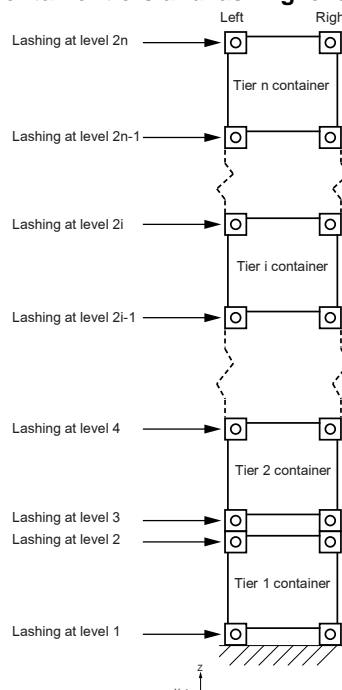 Left
Lashing at level 2n
Tier n container
Lashing at level 2n-1
Lashing at level 2i
Tier i container
Lashing at level 2i-1
Lashing at level 4
Tier 2 container
Lashing at level 3
Lashing at level 2
Tier 1 container
Lashing at level 1
z